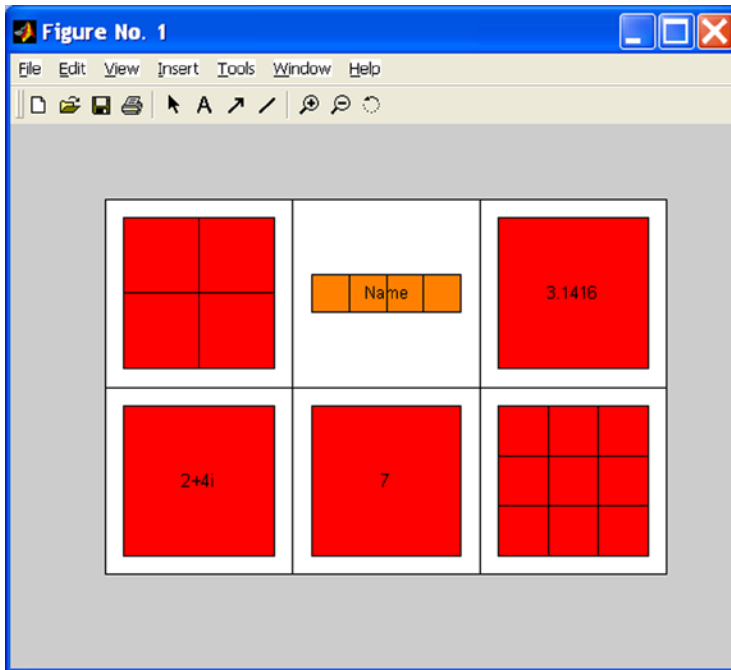 Figure No. 1
File Edit View Insert Tools Window Help
A
Name
3.1416
2+4i
7